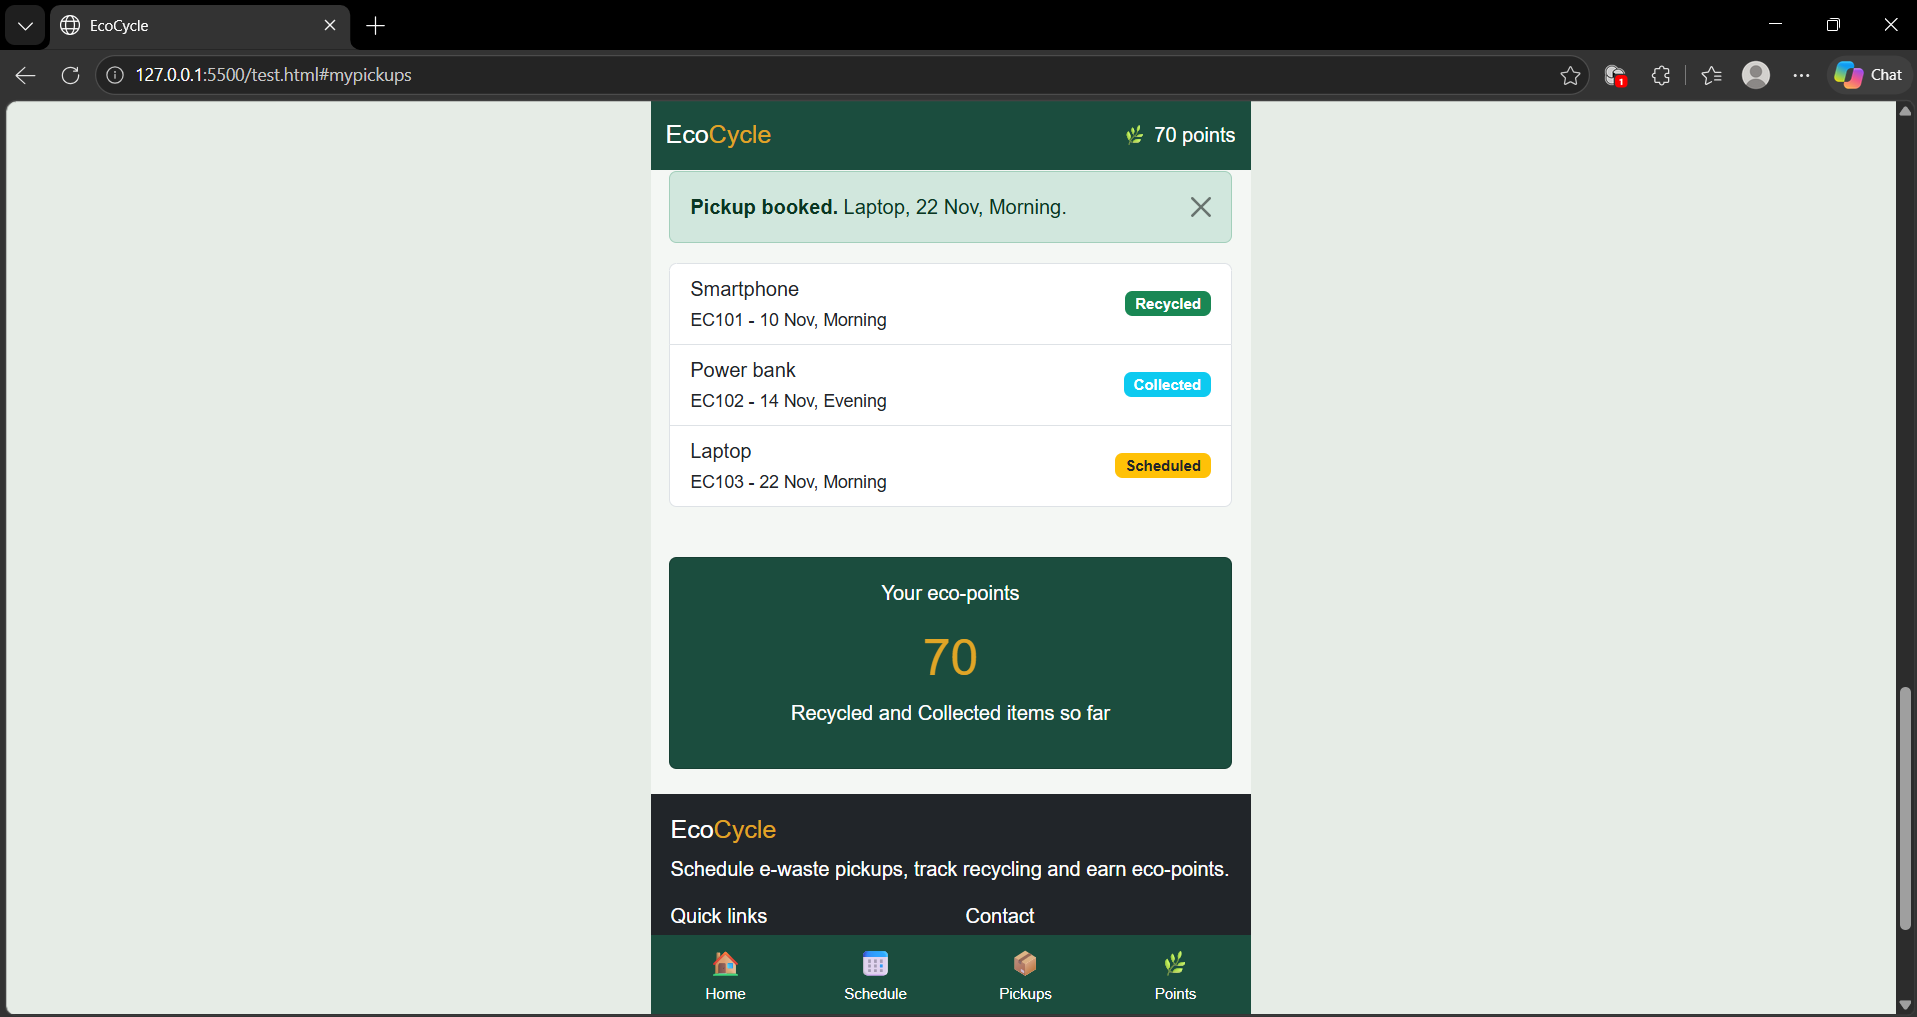 EcoCycle
127.0.0.1:5500/test.html#mypickups
1
Chat
EcoCycle
70 points
Pickup booked. Laptop, 22 Nov, Morning.
Smartphone
EC101 - 10 Nov, Morning
Recycled
Power bank
EC102 - 14 Nov, Evening
Collected
Laptop
EC103 - 22 Nov, Morning
Scheduled
Your eco-points
70
Recycled and Collected items so far
EcoCycle
Schedule e-waste pickups, track recycling and earn eco-points.
Quick links
Contact
Home
Schedule
Pickups
Points